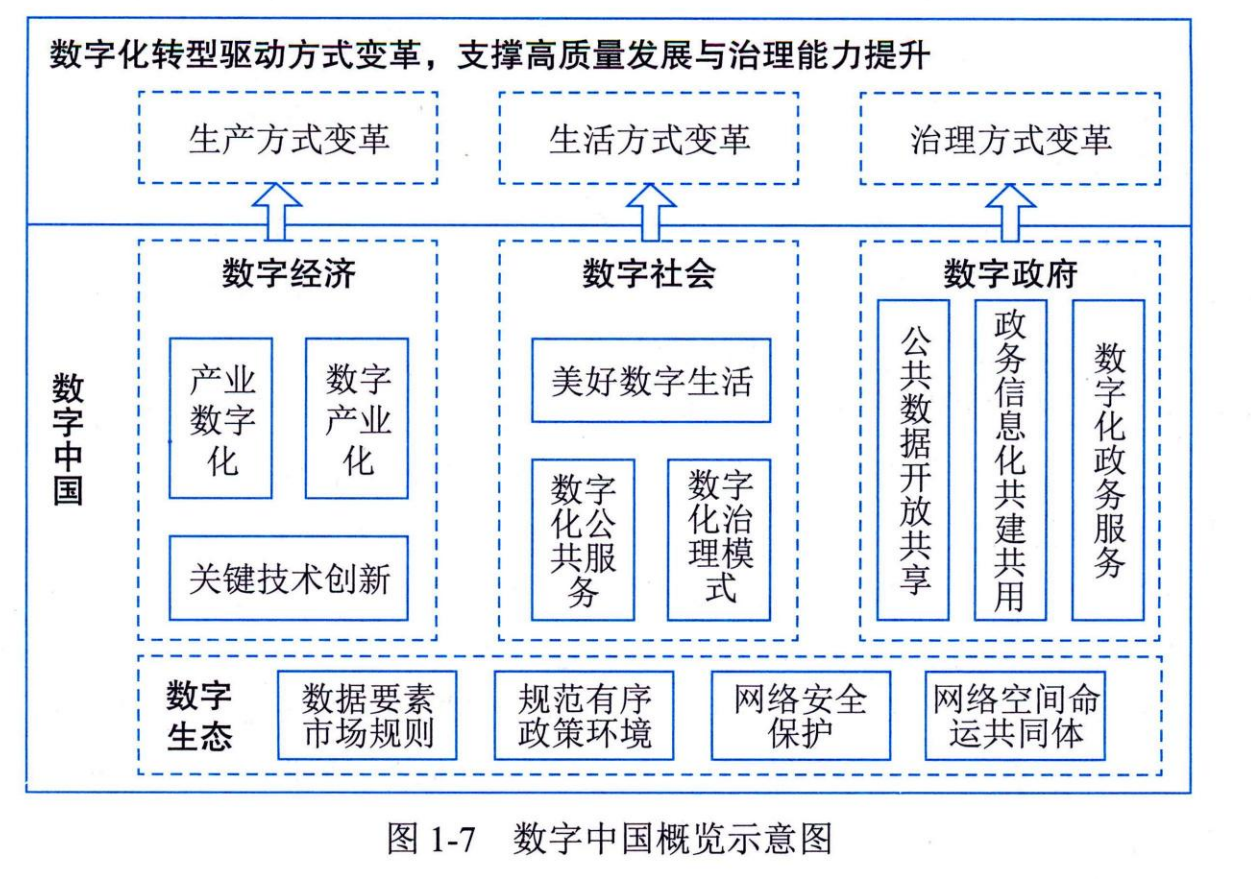 数字化转型驱动方式变革，支撑高质量发展与治理能力提升
生产方式变革
生活方式变革
治理方式变革
数字中国
数字经济
产业
数字
化
数字
产业
化
关键技术创新
数字社会
美好数字生活
数字
化公
共服
务
数字
化治
理模
式
数字政府
公共数据开放共享
政务信息化共建共用
数字化政务服务
数字
生态
数据要素
市场规则
规范有序
政策环境
网络安全
保护
网络空间命
运共同体
图 1-7 数字中国概览示意图